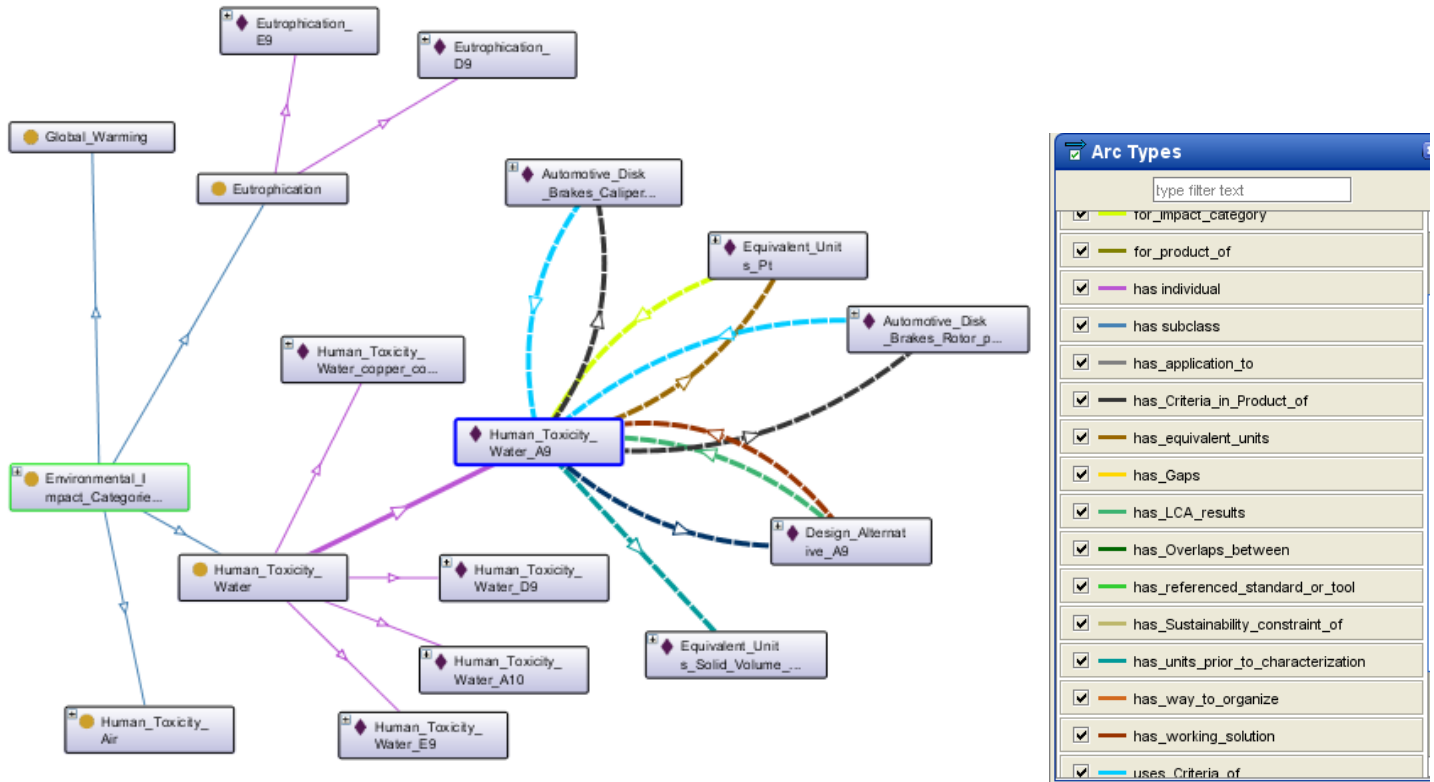 Eutrophication_
E9
Eutrophication_
D9
Global_Warming
Eutrophication
Automotive_Disk
_Brakes_Caliper...
Equivalent_Unit
s_Pt
Automotive_Disk
_Brakes_Rotor_p...
Human_Toxicity_
Water_copper_co...
Human_Toxicity_
Water_A9
Environmental_I
mpact_Categorie...
Design_Alternat
ive_A9
Human_Toxicity_
Water
Human_Toxicity_
Water_D9
Equivalent_Unit
s_Solid_Volume_...
Human_Toxicity_
Water_A10
Human_Toxicity_
Air
Human_Toxicity_
Water_E9
Arc Types
type filter text
for_impact_category
for_product_of
has individual
has subclass
has_application_to
has_Criteria_in_Product_of
has_equivalent_units
has_Gaps
has_LCA_results
has_Overlaps_between
has_referenced_standard_or_tool
has_Sustainability_constraint_of
has_units_prior_to_characterization
has_way_to_organize
has_working_solution
uses_Criteria_of